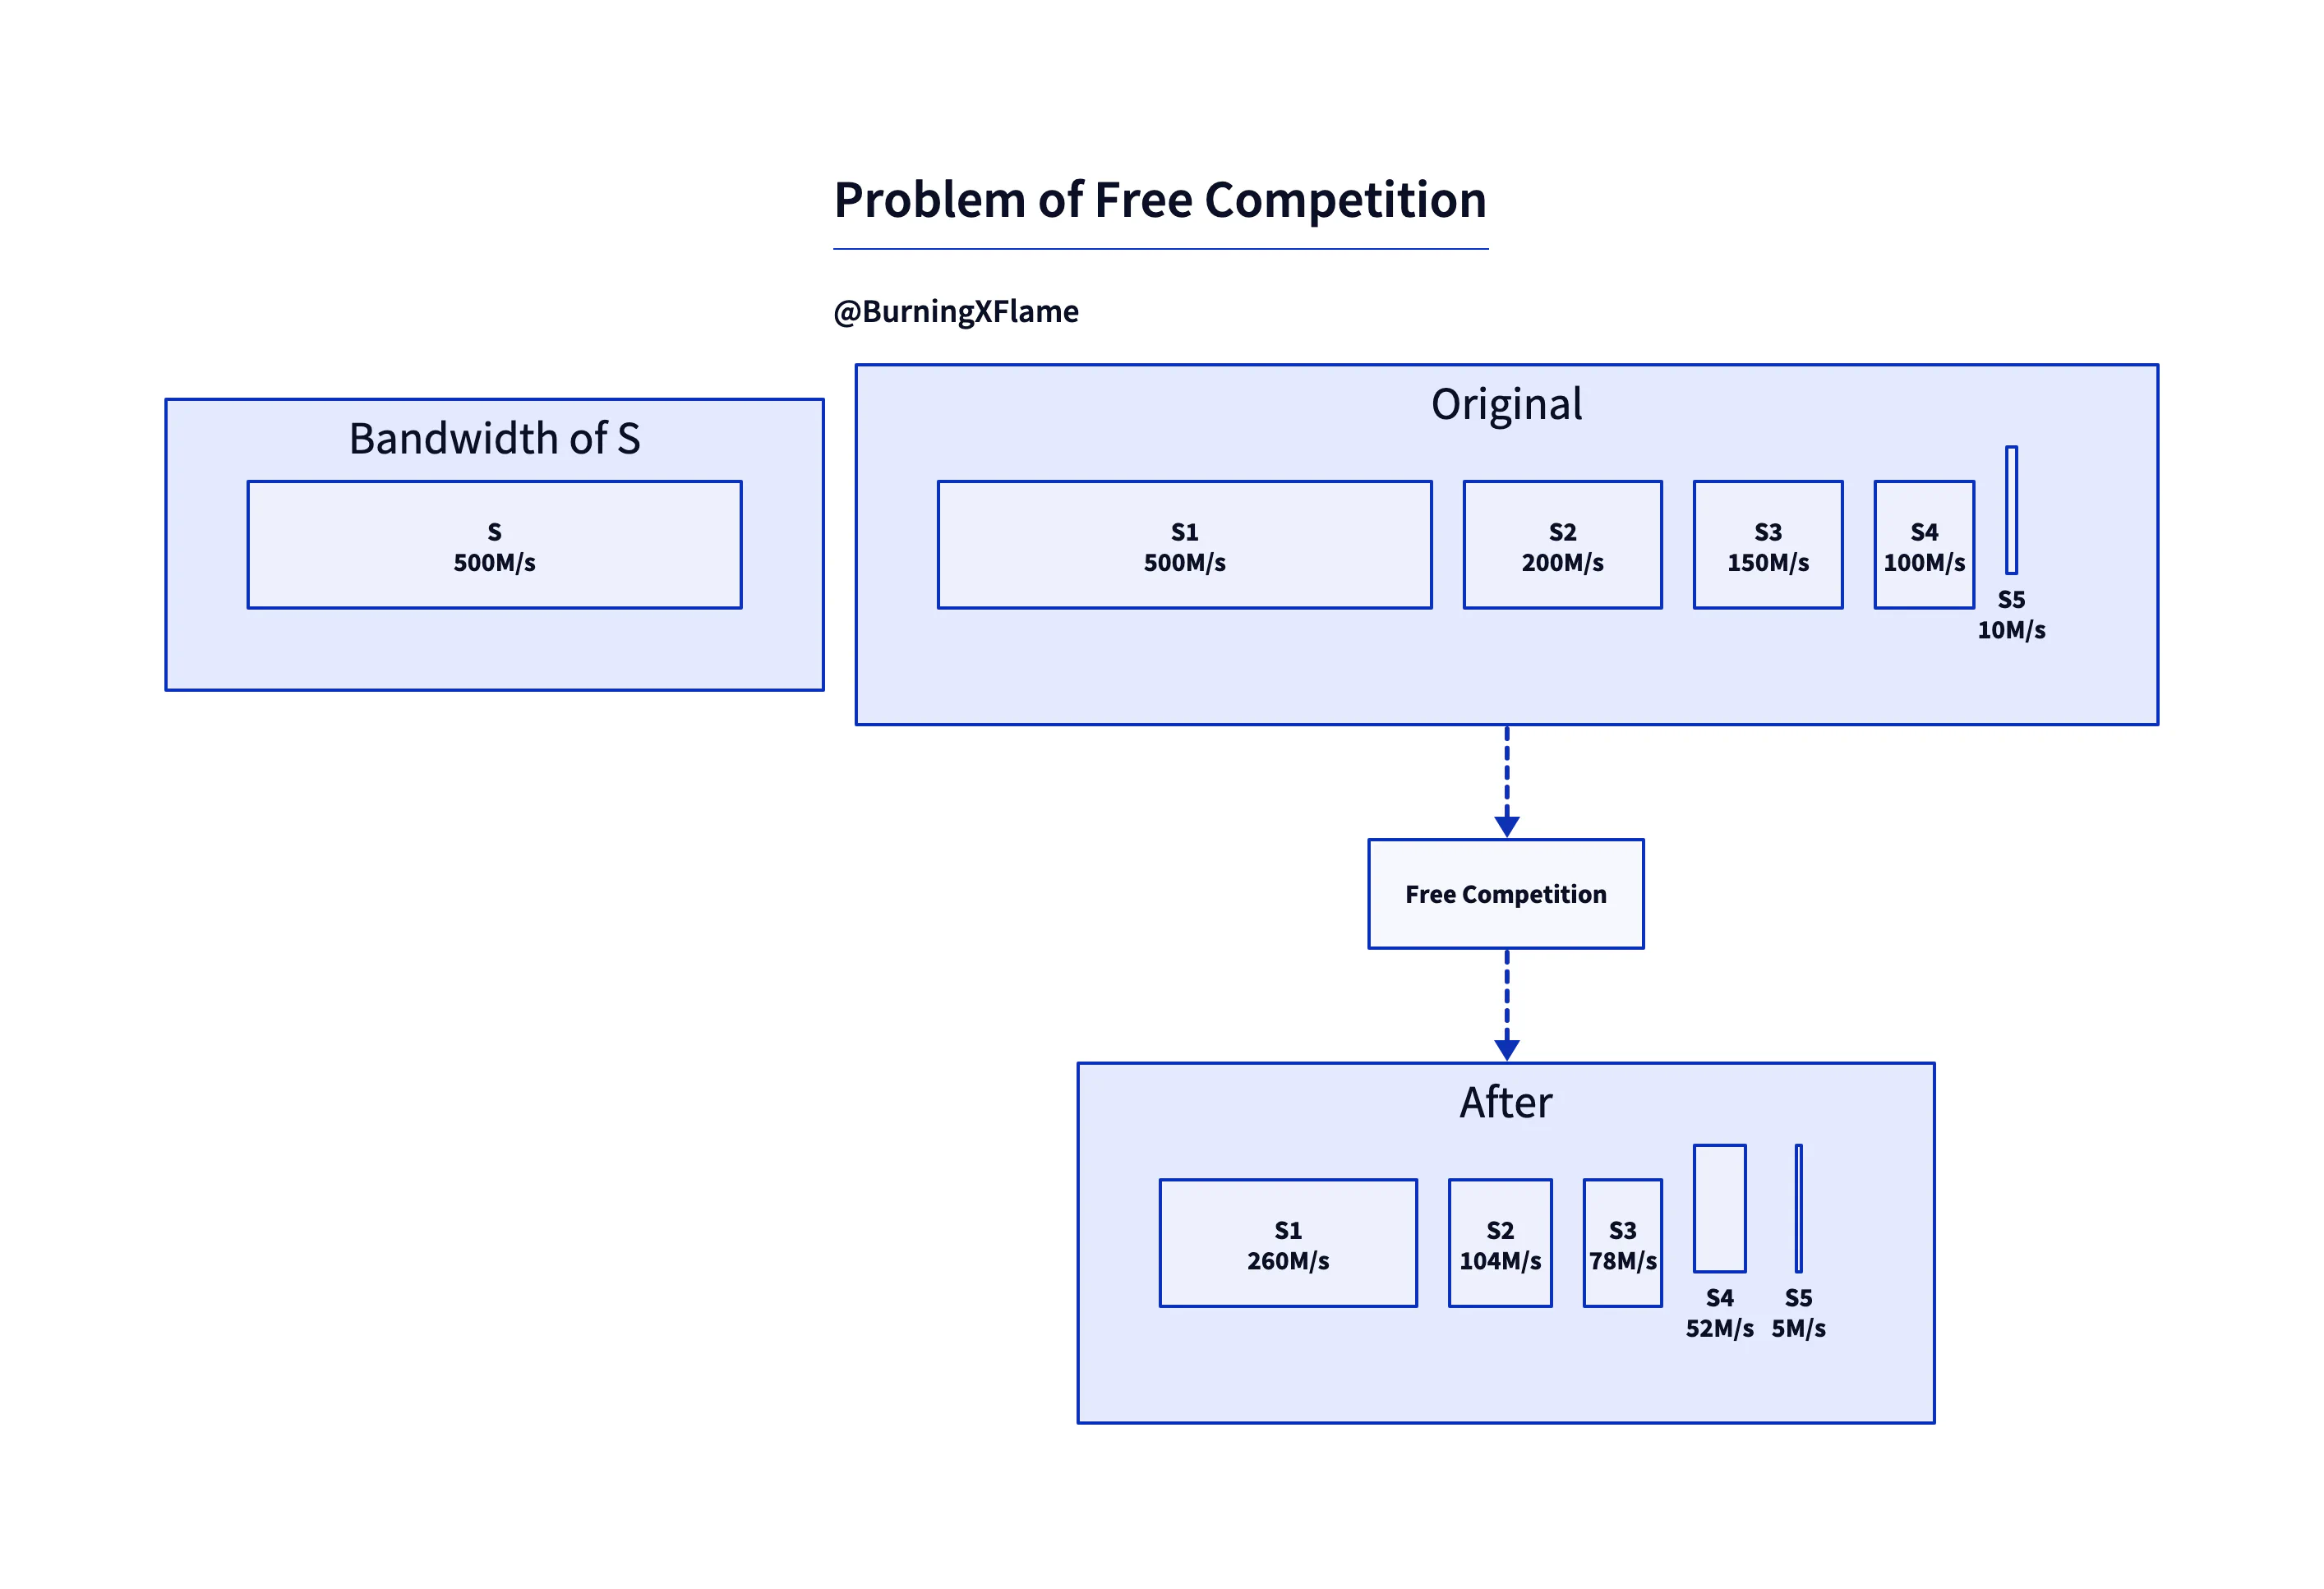 Problem of Free Competition
@BurningXFlame
Bandwidth of S
S
500M/s
Original
S1
500M/s
S2
200M/s
S3
150M/s
S4
100M/s
S5
10M/s
Free Competition
After
S1
260M/s
S2
104M/s
S3
78M/s
S4
52M/s
S5
5M/s